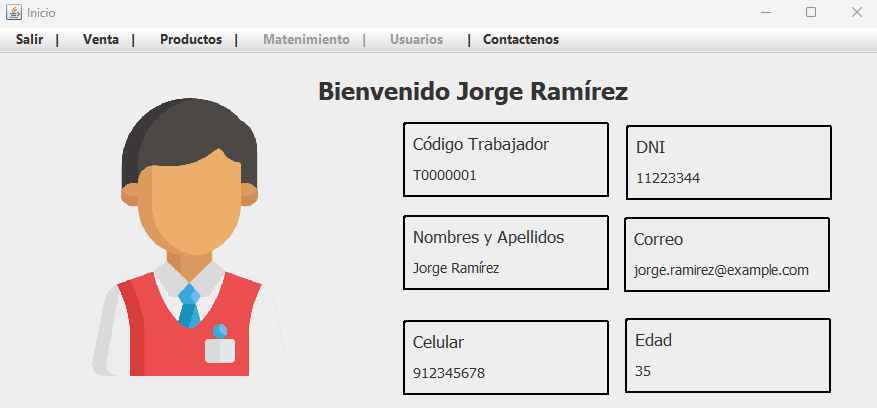 Inicio
Salir | Venta | Productos | Matenimiento | Usuarios | Contactenos
Bienvenido Jorge Ramírez
Código Trabajador
T0000001
DNI
11223344
Nombres y Apellidos
Jorge Ramírez
Correo
jorge.ramirez@example.com
Celular
912345678
Edad
35